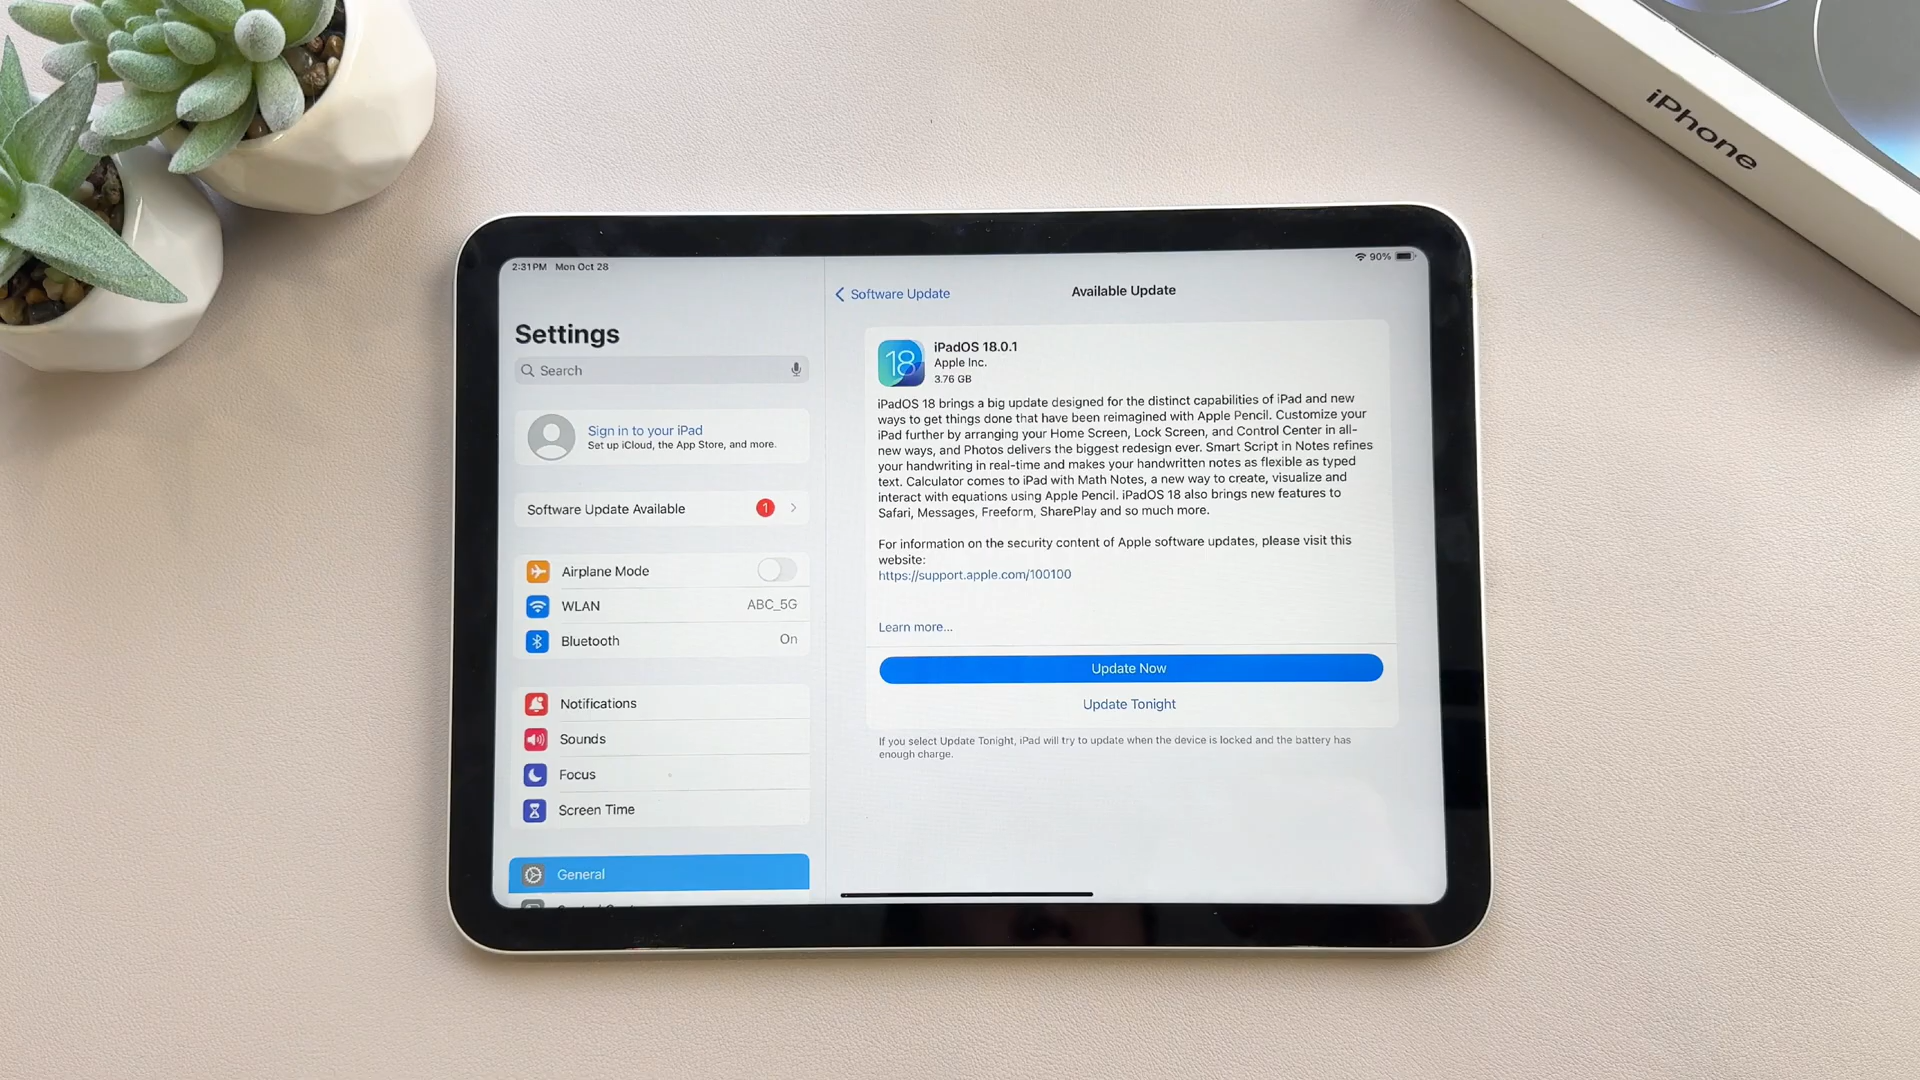 iPhone
2:31 PM Mon Oct 28
90%
Settings
Search
Sign in to your iPad
Set up iCloud, the App Store, and more.
Software Update Available 1
Airplane Mode
WLAN ABC_5G
Bluetooth On
Notifications
Sounds
Focus
Screen Time
General
Software Update
Available Update
18
iPadOS 18.0.1
Apple Inc.
3.76 GB
iPadOS 18 brings a big update designed for the distinct capabilities of iPad and new
ways to get things done that have been reimagined with Apple Pencil. Customize your
iPad further by arranging your Home Screen, Lock Screen, and Control Center in all-
new ways, and Photos delivers the biggest redesign ever. Smart Script in Notes refines
your handwriting in real-time and makes your handwritten notes as flexible as typed
text. Calculator comes to iPad with Math Notes, a new way to create, visualize and
interact with equations using Apple Pencil. iPadOS 18 also brings new features to
Safari, Messages, Freeform, SharePlay and so much more.
For information on the security content of Apple software updates, please visit this
website:
https://support.apple.com/100100
Learn more...
Update Now
Update Tonight
If you select Update Tonight, iPad will try to update when the device is locked and the battery has
enough charge.